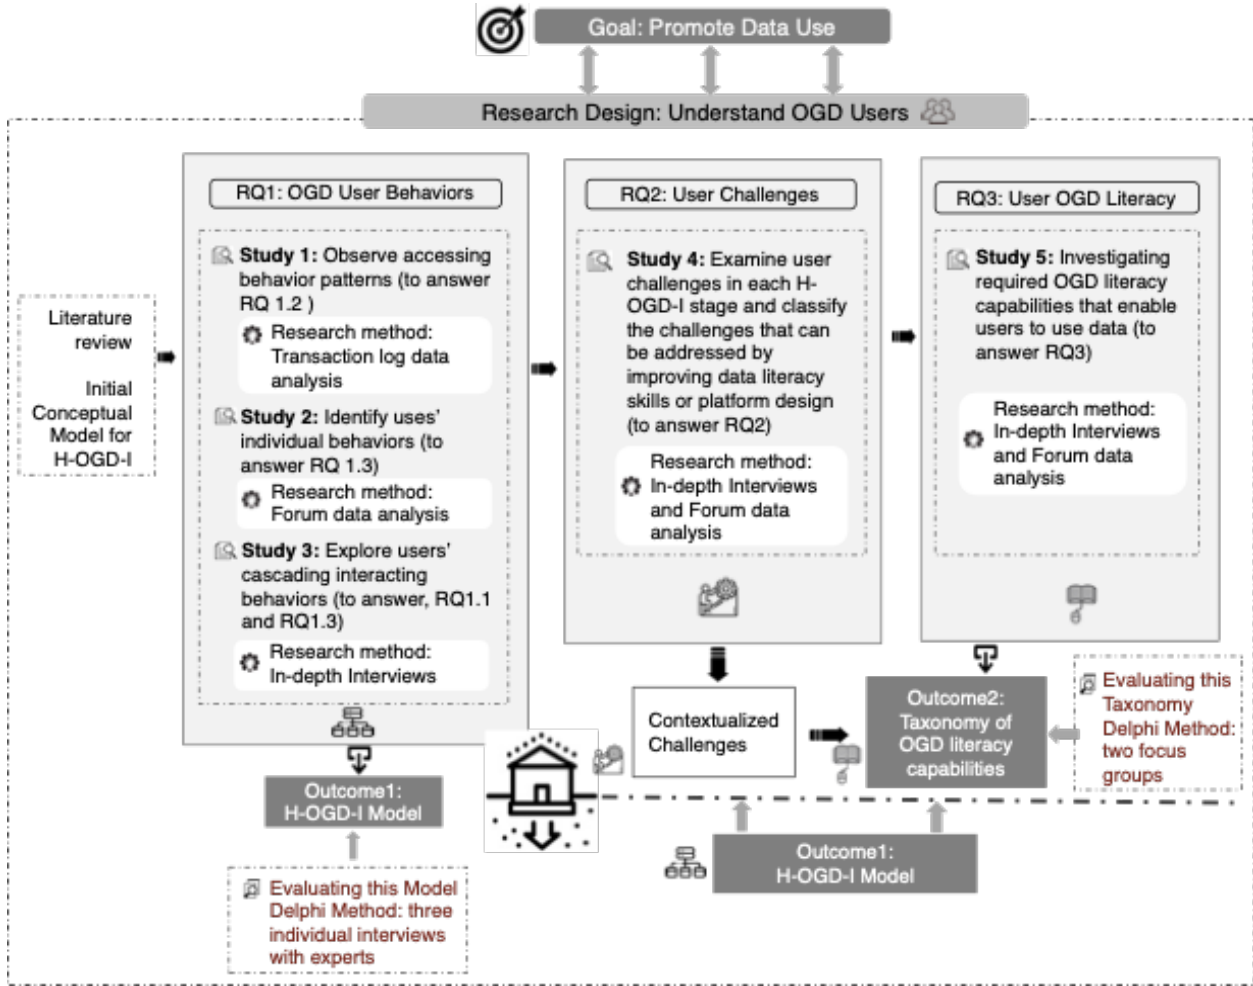 Goal: Promote Data Use
Research Design: Understand OGD Users
Literature
review
Initial
Conceptual
Model for
H-OGD-I
RQ1: OGD User Behaviors
Study 1: Observe accessing
behavior patterns (to answer
RQ 1.2 )
Research method:
Transaction log data
analysis
Study 2: Identify uses'
individual behaviors (to
answer RQ 1.3)
Research method:
Forum data analysis
Study 3: Explore users'
cascading interacting
behaviors (to answer, RQ1.1
and RQ1.3)
Research method:
In-depth Interviews
Outcome1:
H-OGD-I Model
Evaluating this Model
Delphi Method: three
individual interviews
with experts
RQ2: User Challenges
Study 4: Examine user
challenges in each H-
OGD-I stage and classify
the challenges that can
be addressed by
improving data literacy
skills or platform design
(to answer RQ2)
Research method:
In-depth Interviews
and Forum data
analysis
Contextualized
Challenges
RQ3: User OGD Literacy
Study 5: Investigating
required OGD literacy
capabilities that enable
users to use data (to
answer RQ3)
Research method:
In-depth Interviews
and Forum data
analysis
Outcome2:
Taxonomy of
OGD literacy
capabilities
Evaluating this
Taxonomy
Delphi Method:
two focus
groups
Outcome1:
H-OGD-I Model